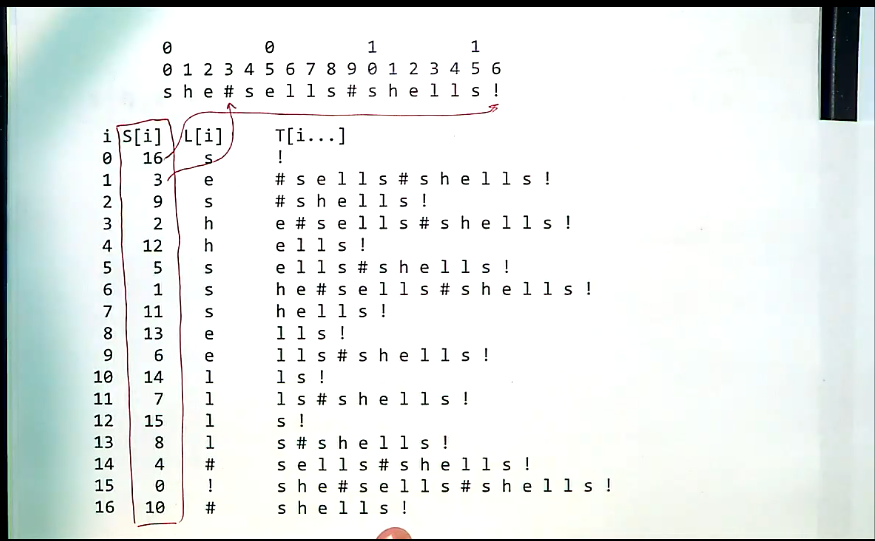 0 0 1 1
0 1 2 3 4 5 6 7 8 9 0 1 2 3 4 5 6
s h e # s e l l s # s h e l l s !
i S[i] L[i] T[i...]
0 16 s !
1 3 e # s e l l s # s h e l l s !
2 9 s # s h e l l s !
3 2 h e # s e l l s # s h e l l s !
4 12 h e l l s !
5 5 s e l l s # s h e l l s !
6 1 s h e # s e l l s # s h e l l s !
7 11 s h e l l s !
8 13 e l l s !
9 6 e l l s # s h e l l s !
10 14 l l s !
11 7 l l s # s h e l l s !
12 15 l s !
13 8 l s # s h e l l s !
14 4 # s e l l s # s h e l l s !
15 0 ! s h e # s e l l s # s h e l l s !
16 10 # s h e l l s !